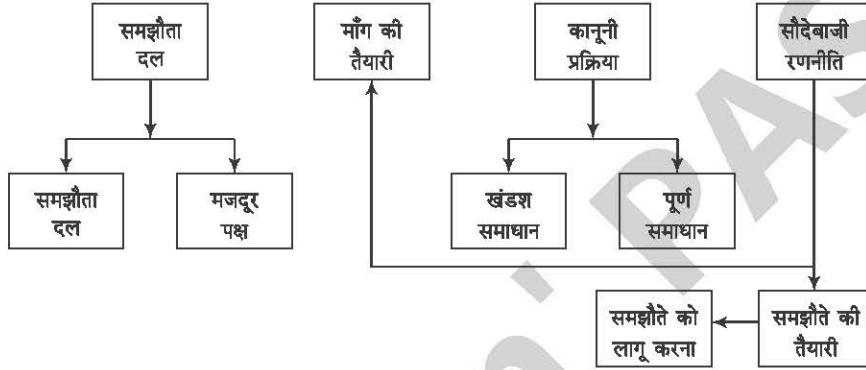 समझौता
दल
माँग की
तैयारी
कानूनी
प्रक्रिया
सौदेबाजी
रणनीति
समझौता
दल
मजदूर
पक्ष
खंडश
समाधान
पूर्ण
समाधान
समझौते को
लागू करना
समझौते की
तैयारी